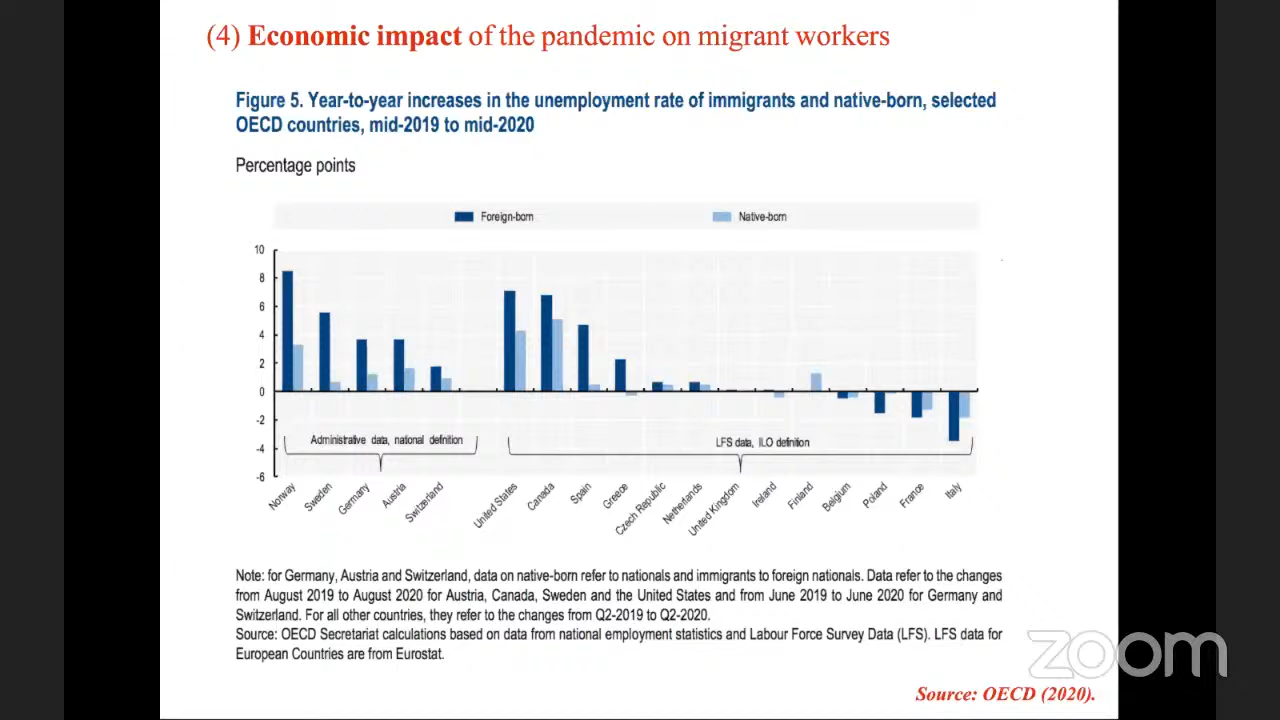 (4) Economic impact of the pandemic on migrant workers
Figure 5. Year-to-year increases in the unemployment rate of immigrants and native-born, selected
OECD countries, mid-2019 to mid-2020
Percentage points
Foreign-born
Native-born
10
8
6
4
2
0
-2
-4
-6
Administrative data, national definition
LFS data, ILO definition
Norway
Sweden
Germany
Austria
Switzerland
United States
Canada
Spain
Greece
Czech Republic
Netherlands
United Kingdom
Ireland
Finland
Belgium
Poland
France
Italy
Note: for Germany, Austria and Switzerland, data on native-born refer to nationals and immigrants to foreign nationals. Data refer to the changes
from August 2019 to August 2020 for Austria, Canada, Sweden and the United States and from June 2019 to June 2020 for Germany and
Switzerland. For all other countries, they refer to the changes from Q2-2019 to Q2-2020.
Source: OECD Secretariat calculations based on data from national employment statistics and Labour Force Survey Data (LFS). LFS data for
European Countries are from Eurostat.
zoom
Source: OECD (2020).